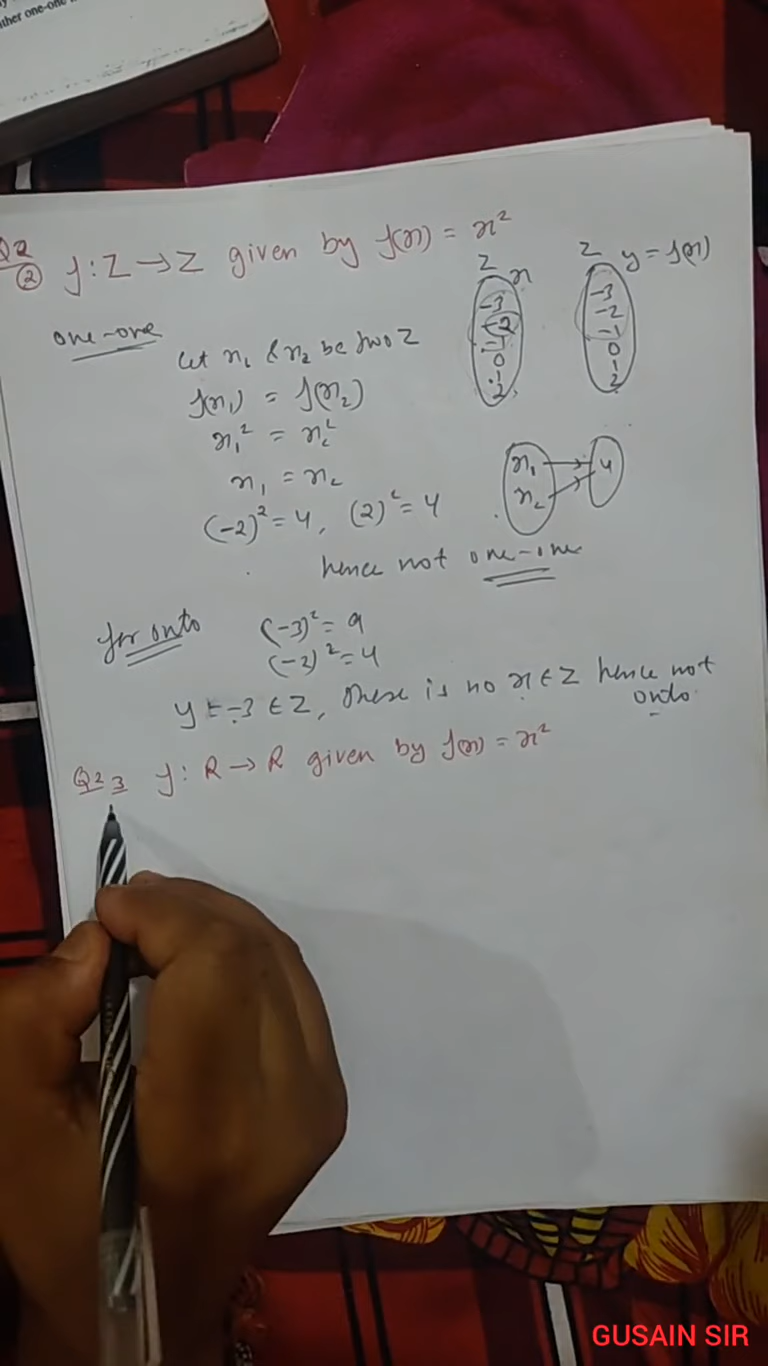 ther one-one
Q2
② f : Z → Z given by f(x) = x²
Z x
-3
-2
-1
0
1
2
Z y = f(x)
-3
-2
-1
0
1
2
one-one
let x₁ & x₂ be two Z
f(x₁) = f(x₂)
x₁² = x₂²
x₁ = x₂
(-2)² = 4, (2)² = 4
x₁
x₂
4
hence not one-one
for onto (-3)² = 9
(-2)² = 4
y = -3 ∈ Z, there is no x ∈ Z hence not
onto.
Q2 3 f : R → R given by f(x) = x²
GUSAIN SIR